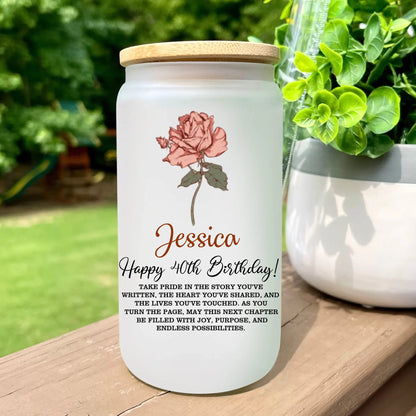 Jessica
Happy 40th Birthday!
TAKE PRIDE IN THE STORY YOU'VE
WRITTEN, THE HEART YOU'VE SHARED, AND
THE LIVES YOU'VE TOUCHED. AS YOU
TURN THE PAGE, MAY THIS NEXT CHAPTER
BE FILLED WITH JOY, PURPOSE, AND
ENDLESS POSSIBILITIES.